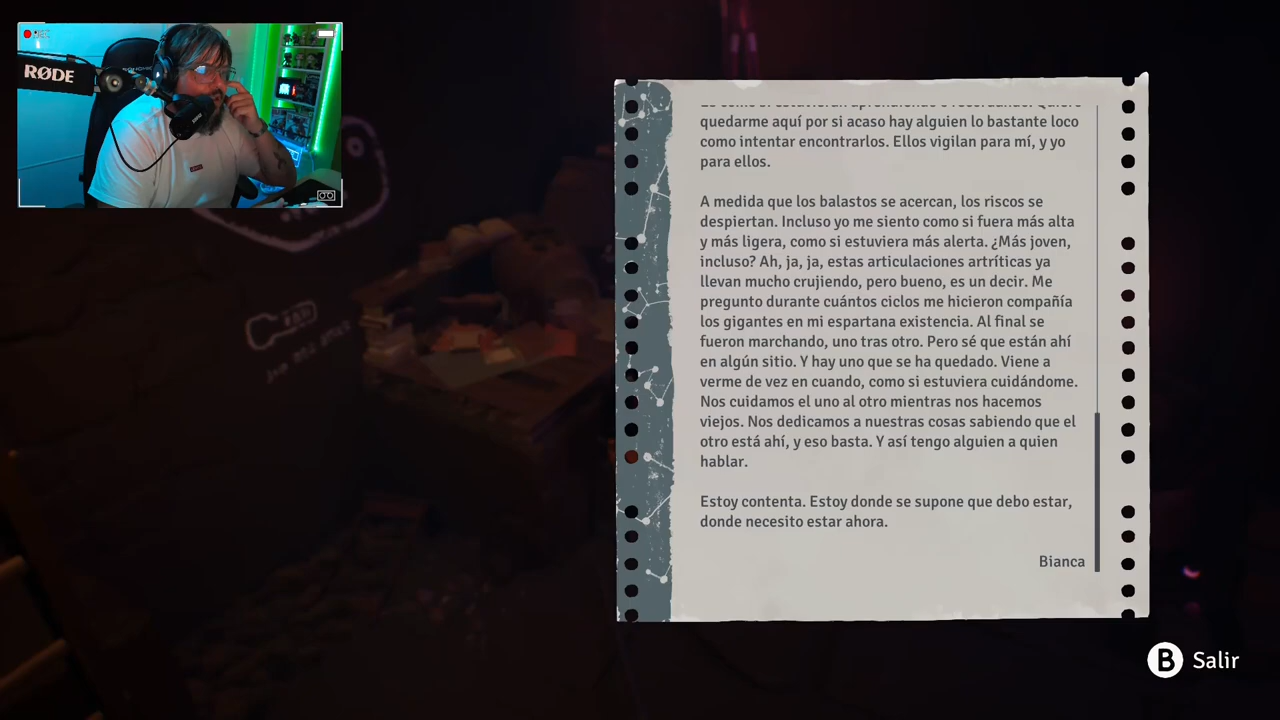 RØDE
quedarme aquí por si acaso hay alguien lo bastante loco
como intentar encontrarlos. Ellos vigilan para mí, y yo
para ellos.
A medida que los balastos se acercan, los riscos se
despiertan. Incluso yo me siento como si fuera más alta
y más ligera, como si estuviera más alerta. ¿Más joven,
incluso? Ah, ja, ja, estas articulaciones artríticas ya
llevan mucho crujiendo, pero bueno, es un decir. Me
pregunto durante cuántos ciclos me hicieron compañía
los gigantes en mi espartana existencia. Al final se
fueron marchando, uno tras otro. Pero sé que están ahí
en algún sitio. Y hay uno que se ha quedado. Viene a
verme de vez en cuando, como si estuviera cuidándome.
Nos cuidamos el uno al otro mientras nos hacemos
viejos. Nos dedicamos a nuestras cosas sabiendo que el
otro está ahí, y eso basta. Y así tengo alguien a quien
hablar.
Estoy contenta. Estoy donde se supone que debo estar,
donde necesito estar ahora.
Bianca
B Salir